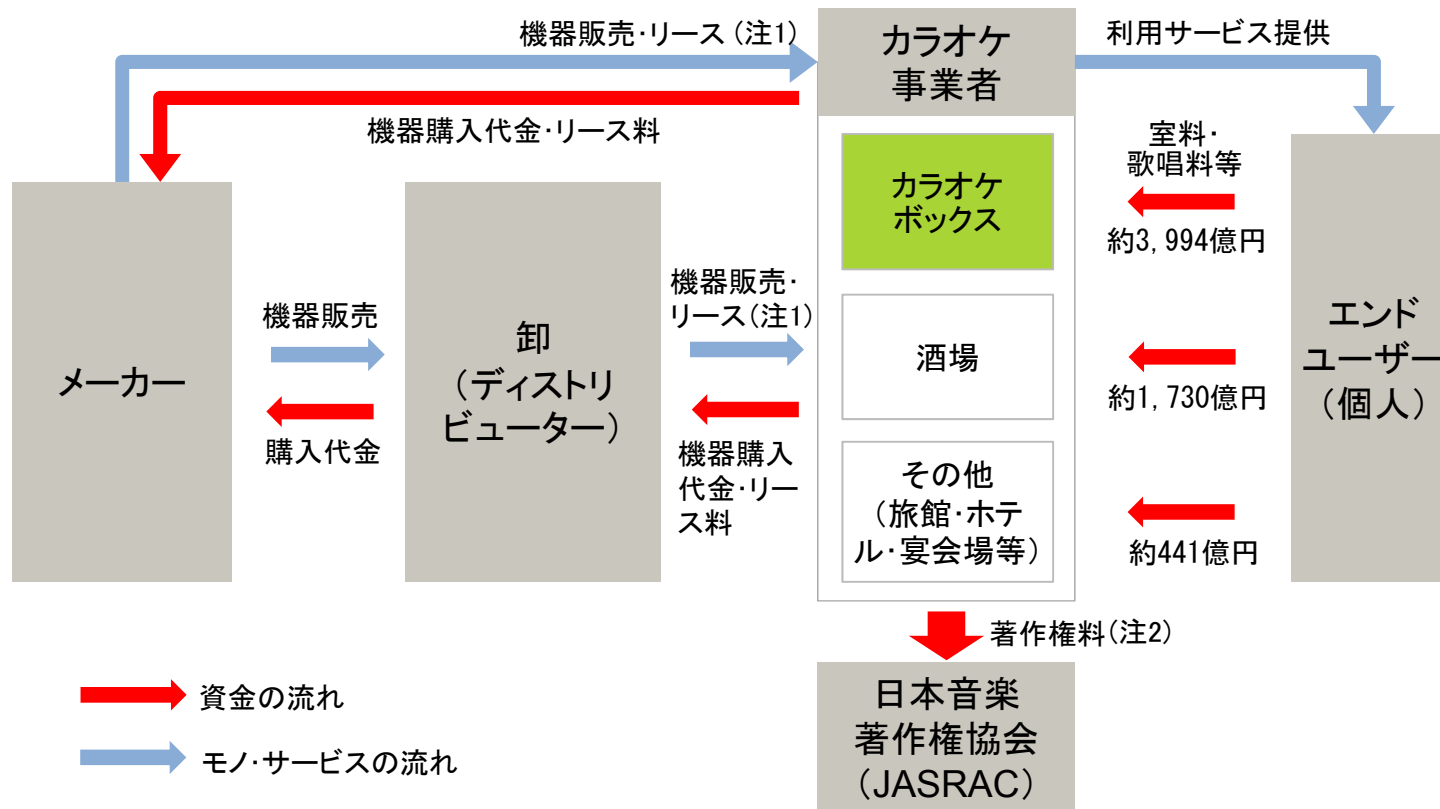 機器販売・リース(注1)
カラオケ
事業者
利用サービス提供
機器購入代金・リース料
室料・
歌唱料等
カラオケ
ボックス
約3,994億円
メーカー
機器販売
購入代金
卸
(ディストリ
ビューター)
機器販売・
リース(注1)
機器購入
代金・リー
ス料
酒場
約1,730億円
エンド
ユーザー
(個人)
その他
(旅館・ホテ
ル・宴会場等)
約441億円
著作権料(注2)
日本音楽
著作権協会
(JASRAC)
資金の流れ
モノ・サービスの流れ